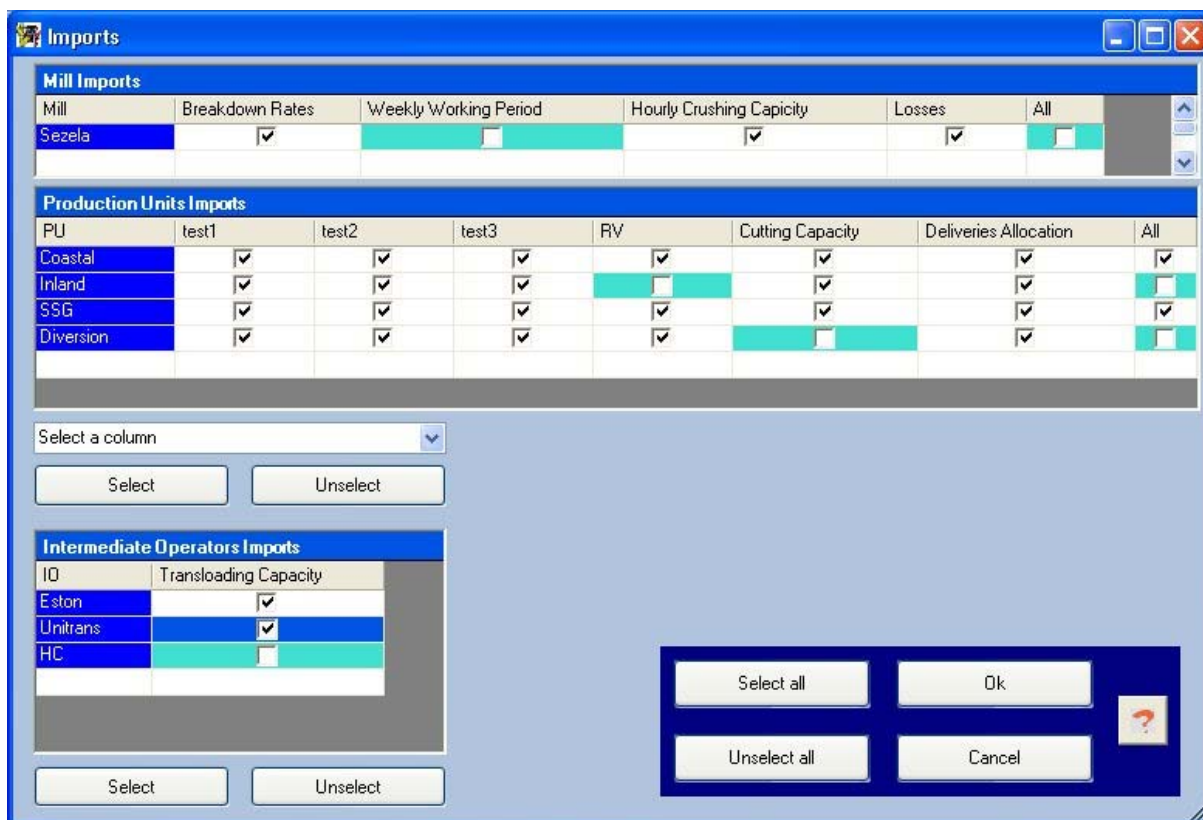 Imports
Mill Imports
Mill Breakdown Rates Weekly Working Period Hourly Crushing Capicity Losses All
Sezela
Production Units Imports
PU test1 test2 test3 RV Cutting Capacity Deliveries Allocation All
Coastal
Inland
SSG
Diversion
Select a column
Select Unselect
Intermediate Operators Imports
IO Transloading Capacity
Eston
Unitrans
HC
Select all Ok
?
Unselect all Cancel
Select Unselect